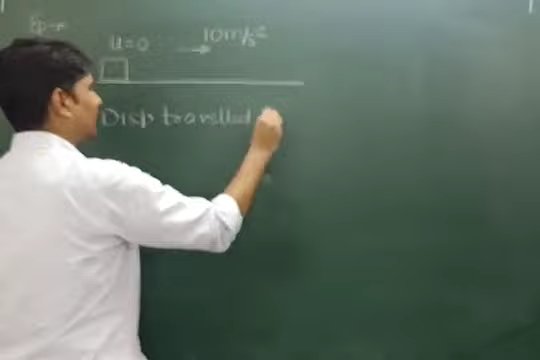 u=0 → 10m/s²
Disp travelled